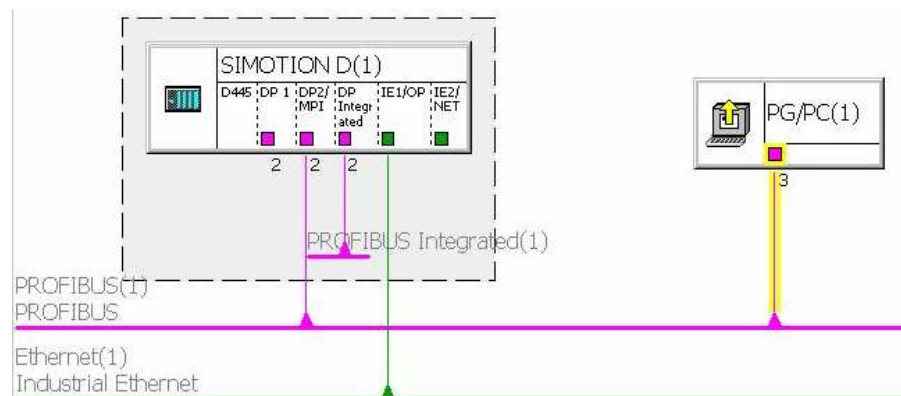 SIMOTION D(1)
D445 DP 1 DP2/ DP IE1/OP IE2/
MPI Integr NET
ated
2 2 2
PG/PC(1)
3
PROFIBUS Integrated(1)
PROFIBUS(1)
PROFIBUS
Ethernet(1)
Industrial Ethernet